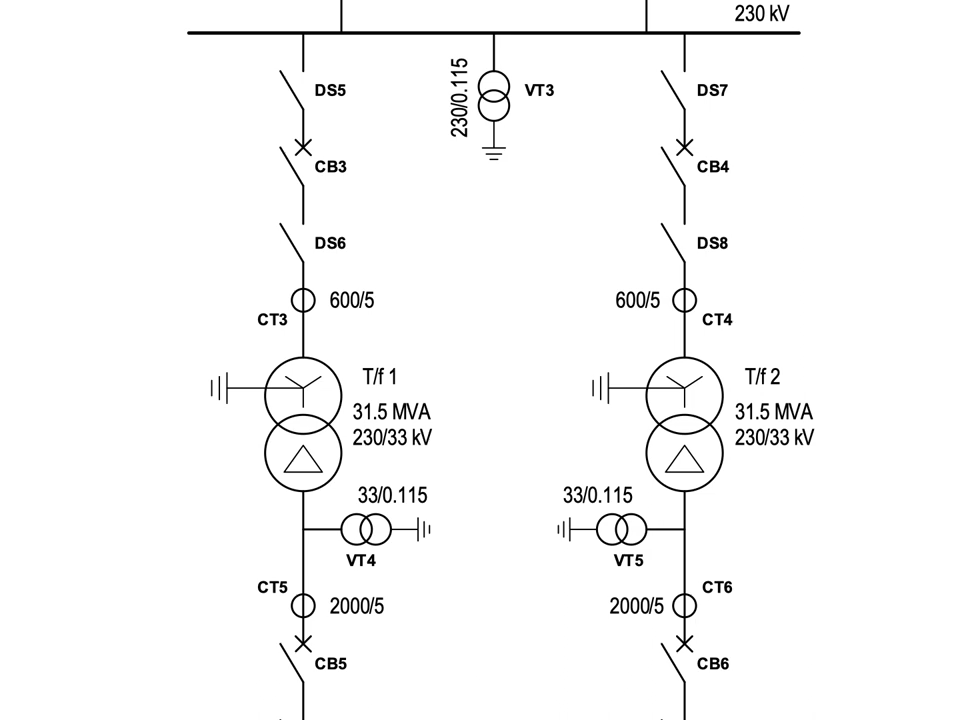 230 kV
DS5
230/0.115
VT3
DS7
CB3
CB4
DS6
DS8
600/5
CT3
600/5
CT4
T/f 1
31.5 MVA
230/33 kV
T/f 2
31.5 MVA
230/33 kV
33/0.115
VT4
33/0.115
VT5
CT5
2000/5
CT6
2000/5
CB5
CB6